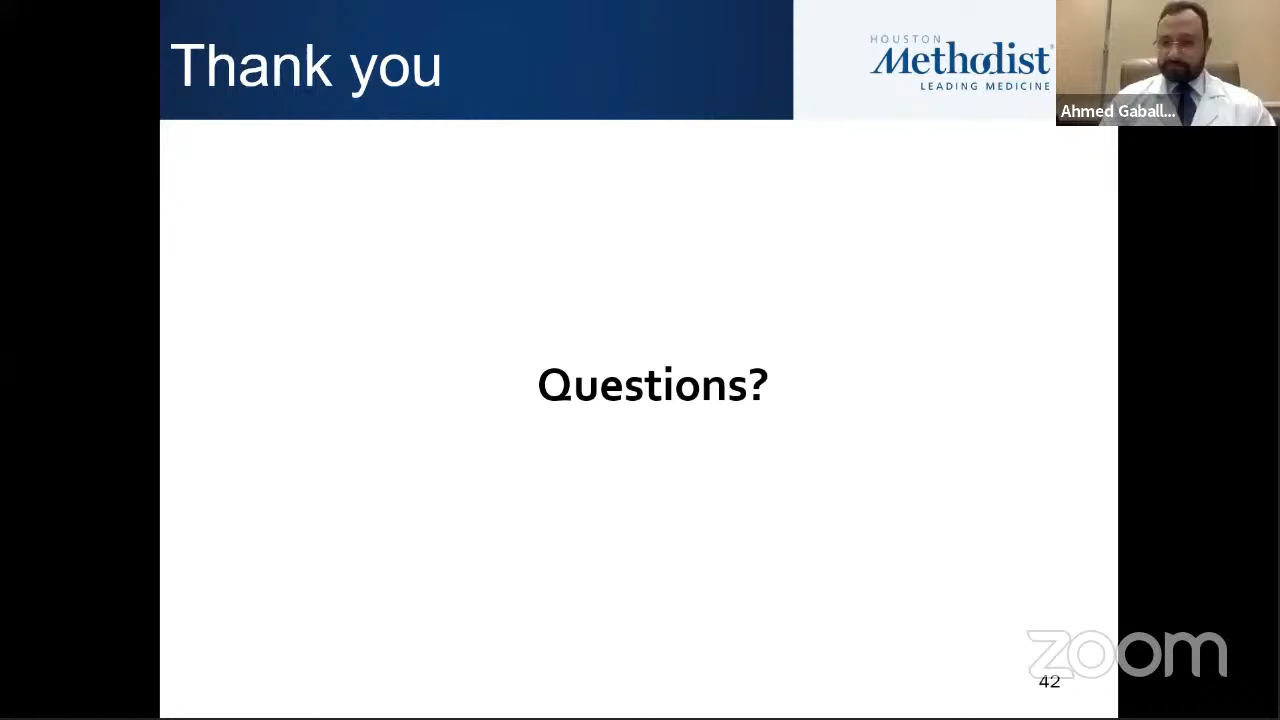 Thank you
HOUSTON
Methodist
LEADING MEDICINE
Ahmed Gaball...
Questions?
zoom
42